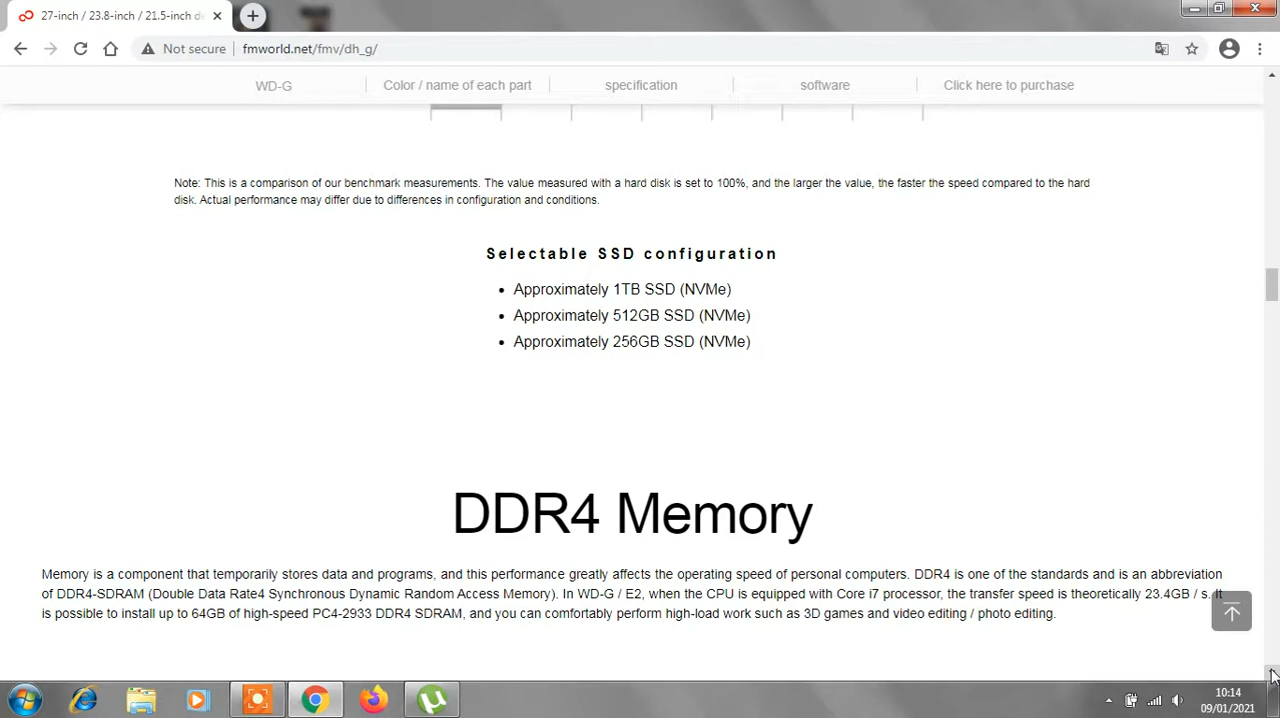 27-inch / 23.8-inch / 21.5-inch de
Not secure
fmworld.net/fmv/dh_g/
WD-G
Color / name of each part
specification
software
Click here to purchase
Note: This is a comparison of our benchmark measurements. The value measured with a hard disk is set to 100%, and the larger the value, the faster the speed compared to the hard
disk. Actual performance may differ due to differences in configuration and conditions.
Selectable SSD configuration
Approximately 1TB SSD (NVMe)
Approximately 512GB SSD (NVMe)
Approximately 256GB SSD (NVMe)
DDR4 Memory
Memory is a component that temporarily stores data and programs, and this performance greatly affects the operating speed of personal computers. DDR4 is one of the standards and is an abbreviation
of DDR4-SDRAM (Double Data Rate4 Synchronous Dynamic Random Access Memory). In WD-G / E2, when the CPU is equipped with Core i7 processor, the transfer speed is theoretically 23.4GB / s. It
is possible to install up to 64GB of high-speed PC4-2933 DDR4 SDRAM, and you can comfortably perform high-load work such as 3D games and video editing / photo editing.
10:14
09/01/2021